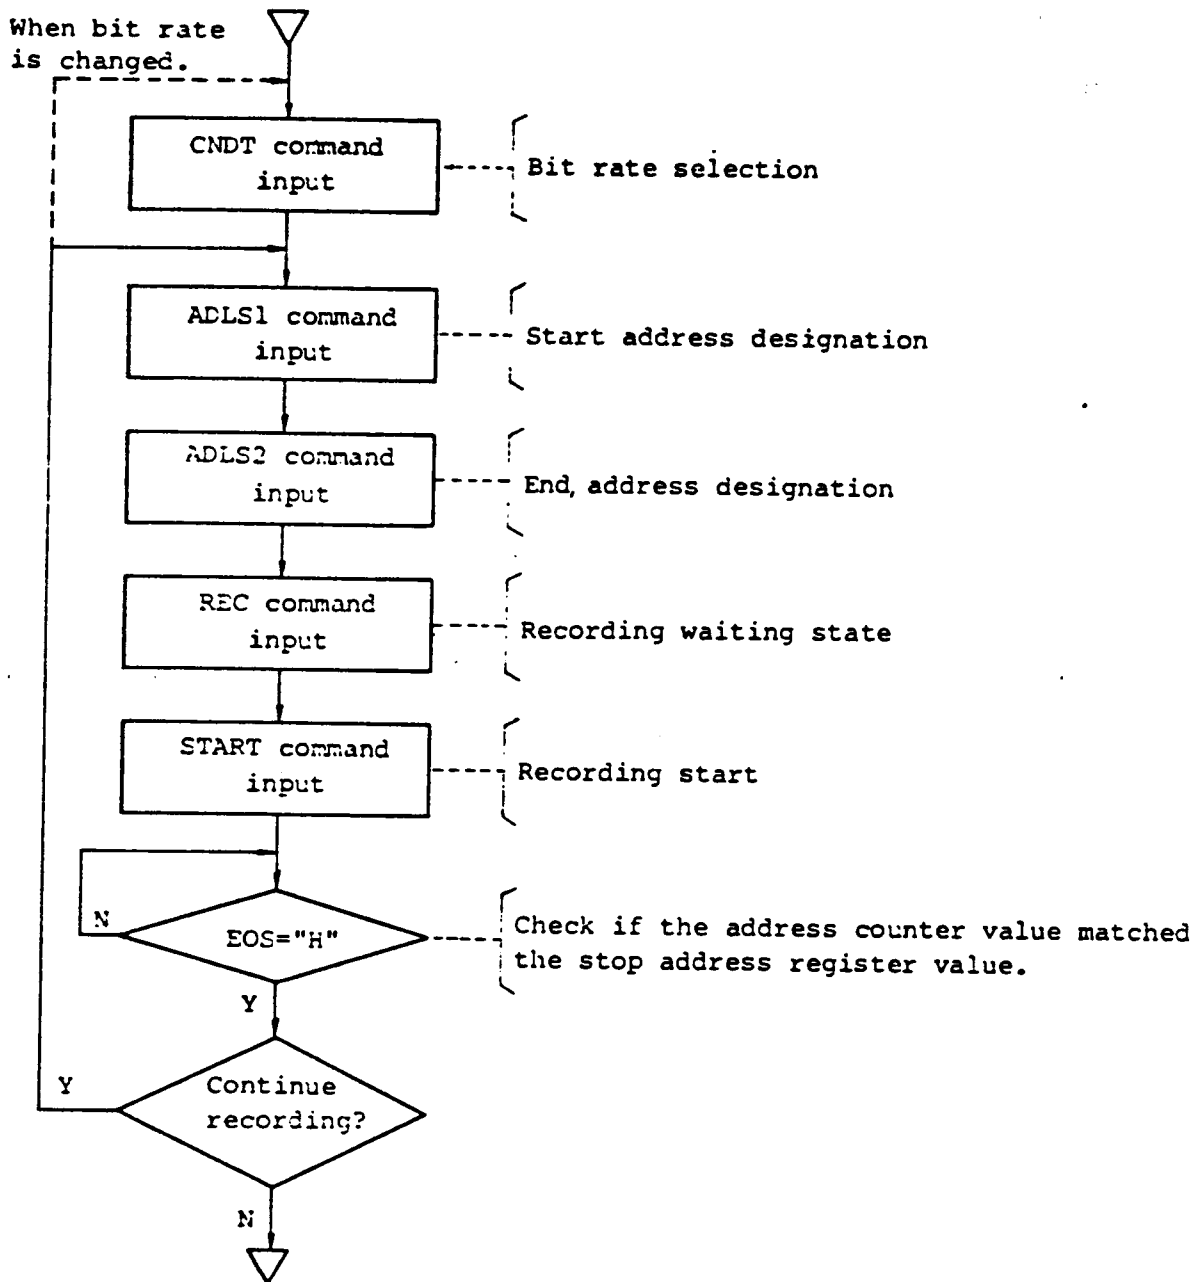 When bit rate
is changed.
CNDT command
input
Bit rate selection
ADLS1 command
input
Start address designation
ADLS2 command
input
End, address designation
REC command
input
Recording waiting state
START command
input
Recording start
N
EOS="H"
Check if the address counter value matched
the stop address register value.
Y
Y
Continue
recording?
N